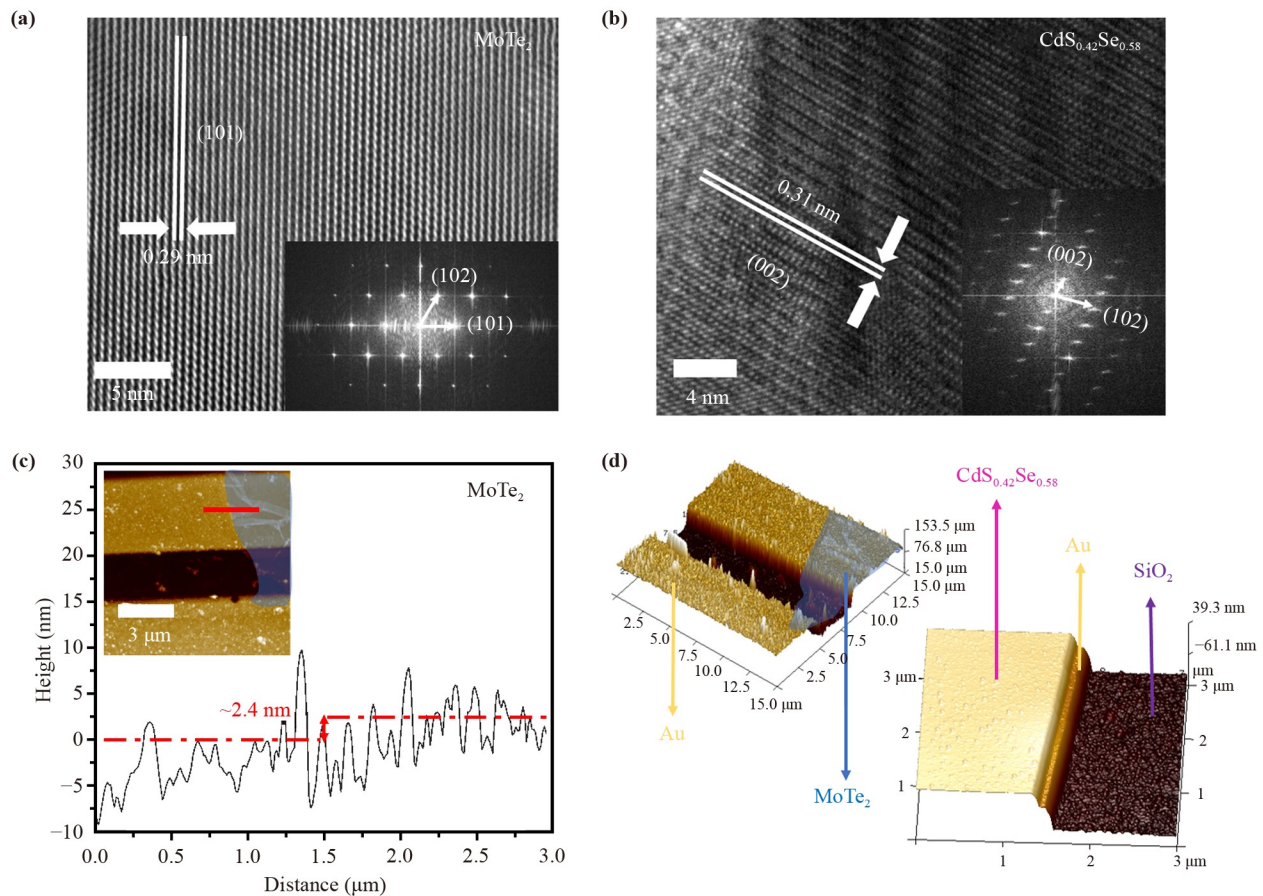 (a)
MoTe₂
(101)
0.29 nm
5 nm
(102)
(101)
(b)
CdS₀.₄₂Se₀.₅₈
0.31 nm
(002)
4 nm
(002)
(102)
(c)
30
25
20
15
10
5
0
−5
−10
Height (nm)
MoTe₂
3 μm
~2.4 nm
0.0 0.5 1.0 1.5 2.0 2.5 3.0
Distance (μm)
(d)
CdS₀.₄₂Se₀.₅₈
153.5 μm
76.8 μm
15.0 μm
15.0 μm
12.5
10.0
7.5
5.0
2.5
2.5
5.0
7.5
10.0
12.5
15.0 μm
Au
MoTe₂
Au
SiO₂
39.3 nm
−61.1 nm
μm
3 μm
2
1
3 μm
2
1
1
2
3 μm